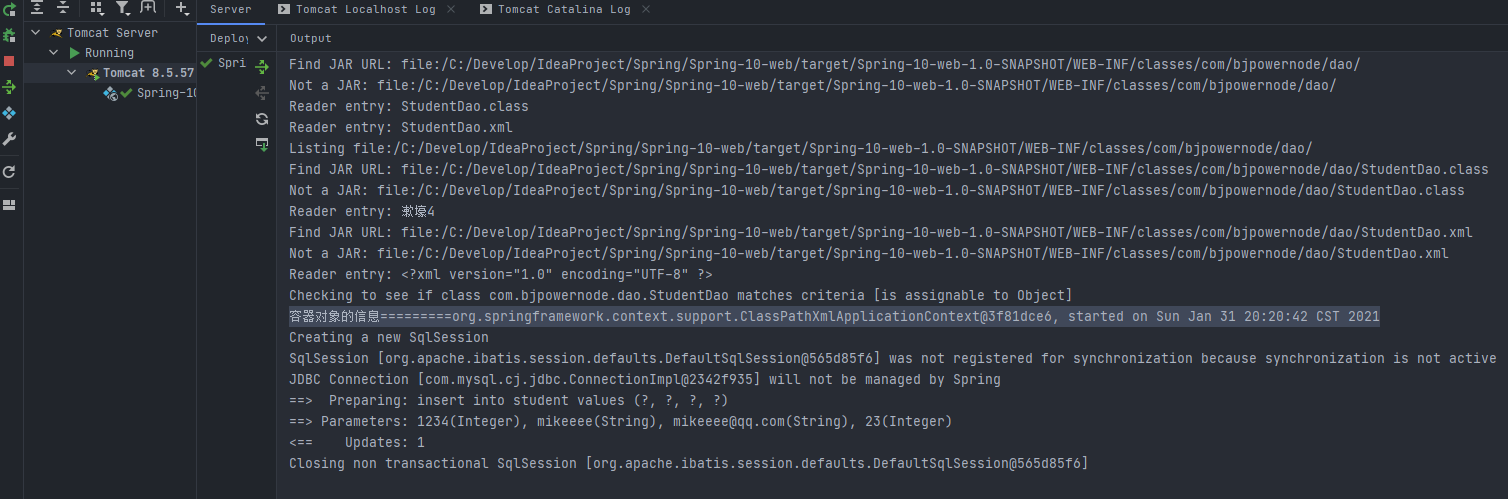 Server
Tomcat Localhost Log
Tomcat Catalina Log
Tomcat Server
Running
Tomcat 8.5.57
Spring-10
Deploy
Spri
Output
Find JAR URL: file:/C:/Develop/IdeaProject/Spring/Spring-10-web/target/Spring-10-web-1.0-SNAPSHOT/WEB-INF/classes/com/bjpowernode/dao/
Not a JAR: file:/C:/Develop/IdeaProject/Spring/Spring-10-web/target/Spring-10-web-1.0-SNAPSHOT/WEB-INF/classes/com/bjpowernode/dao/
Reader entry: StudentDao.class
Reader entry: StudentDao.xml
Listing file:/C:/Develop/IdeaProject/Spring/Spring-10-web/target/Spring-10-web-1.0-SNAPSHOT/WEB-INF/classes/com/bjpowernode/dao/
Find JAR URL: file:/C:/Develop/IdeaProject/Spring/Spring-10-web/target/Spring-10-web-1.0-SNAPSHOT/WEB-INF/classes/com/bjpowernode/dao/StudentDao.class
Not a JAR: file:/C:/Develop/IdeaProject/Spring/Spring-10-web/target/Spring-10-web-1.0-SNAPSHOT/WEB-INF/classes/com/bjpowernode/dao/StudentDao.class
Reader entry: 漱壕4
Find JAR URL: file:/C:/Develop/IdeaProject/Spring/Spring-10-web/target/Spring-10-web-1.0-SNAPSHOT/WEB-INF/classes/com/bjpowernode/dao/StudentDao.xml
Not a JAR: file:/C:/Develop/IdeaProject/Spring/Spring-10-web/target/Spring-10-web-1.0-SNAPSHOT/WEB-INF/classes/com/bjpowernode/dao/StudentDao.xml
Reader entry: <?xml version="1.0" encoding="UTF-8" ?>
Checking to see if class com.bjpowernode.dao.StudentDao matches criteria [is assignable to Object]
容器对象的信息=========org.springframework.context.support.ClassPathXmlApplicationContext@3f81dce6, started on Sun Jan 31 20:20:42 CST 2021
Creating a new SqlSession
SqlSession [org.apache.ibatis.session.defaults.DefaultSqlSession@565d85f6] was not registered for synchronization because synchronization is not active
JDBC Connection [com.mysql.cj.jdbc.ConnectionImpl@2342f935] will not be managed by Spring
==>  Preparing: insert into student values (?, ?, ?, ?)
==> Parameters: 1234(Integer), mikeeee(String), mikeeee@qq.com(String), 23(Integer)
<==    Updates: 1
Closing non transactional SqlSession [org.apache.ibatis.session.defaults.DefaultSqlSession@565d85f6]